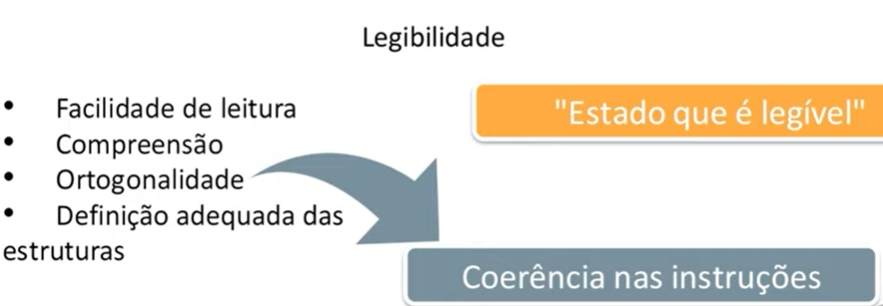 Legibilidade
• Facilidade de leitura
• Compreensão
• Ortogonalidade
• Definição adequada das
estruturas
"Estado que é legível"
Coerência nas instruções